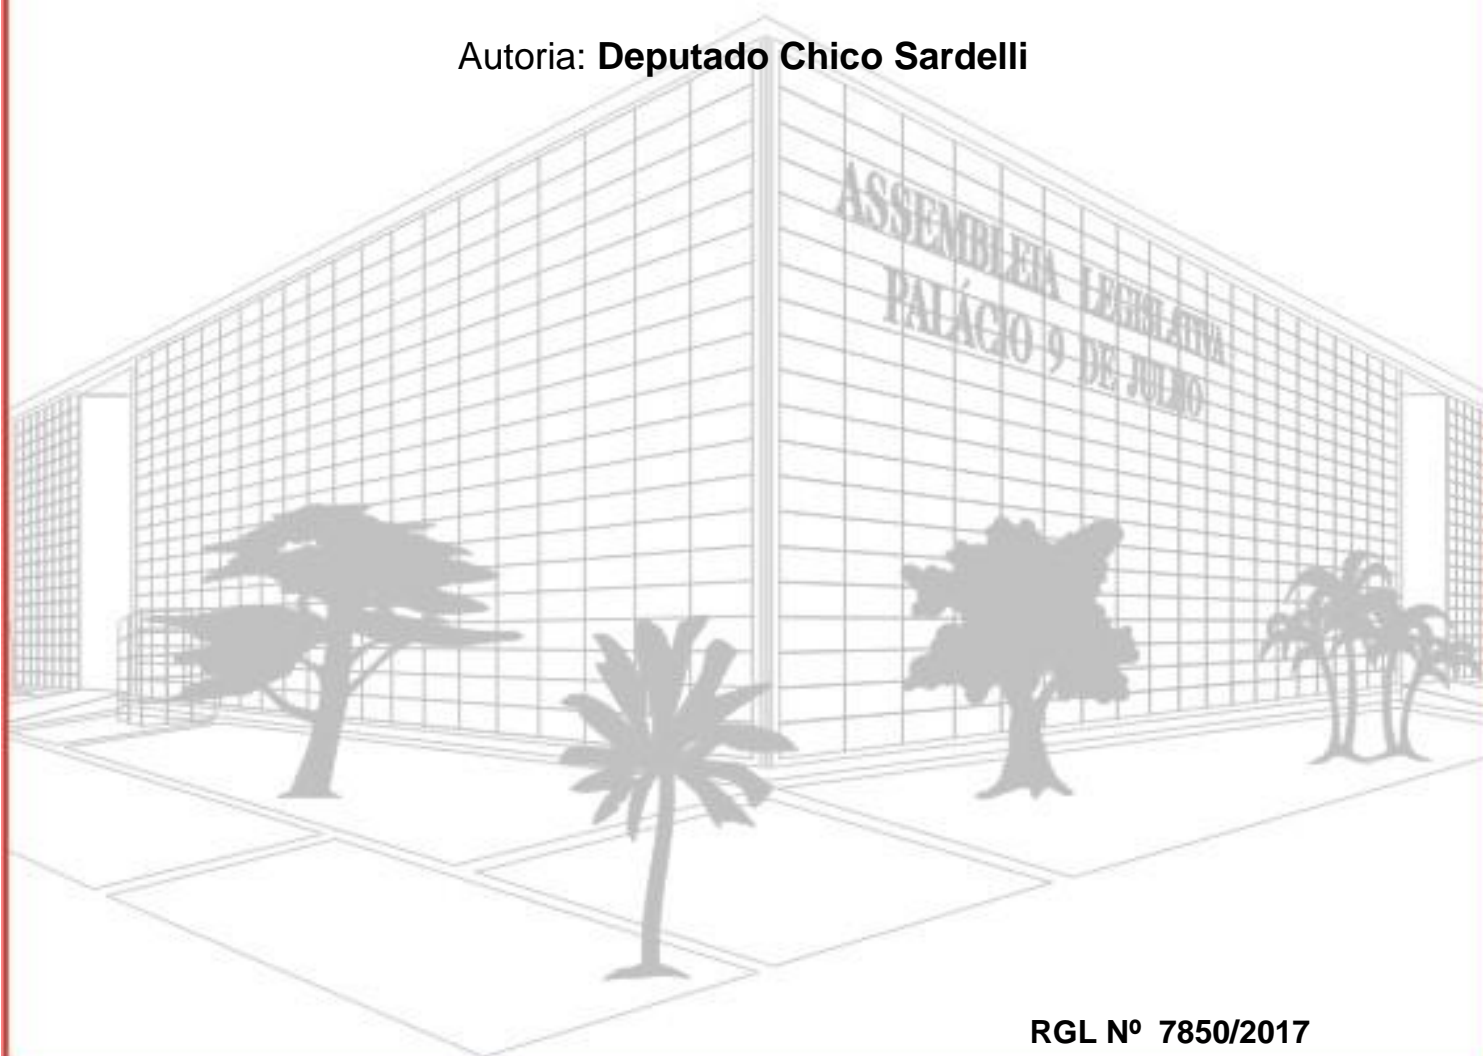 Autoria: Deputado Chico Sardelli
ASSEMBLEIA LEGISLATIVA
PALÁCIO 9 DE JULHO
RGL Nº 7850/2017